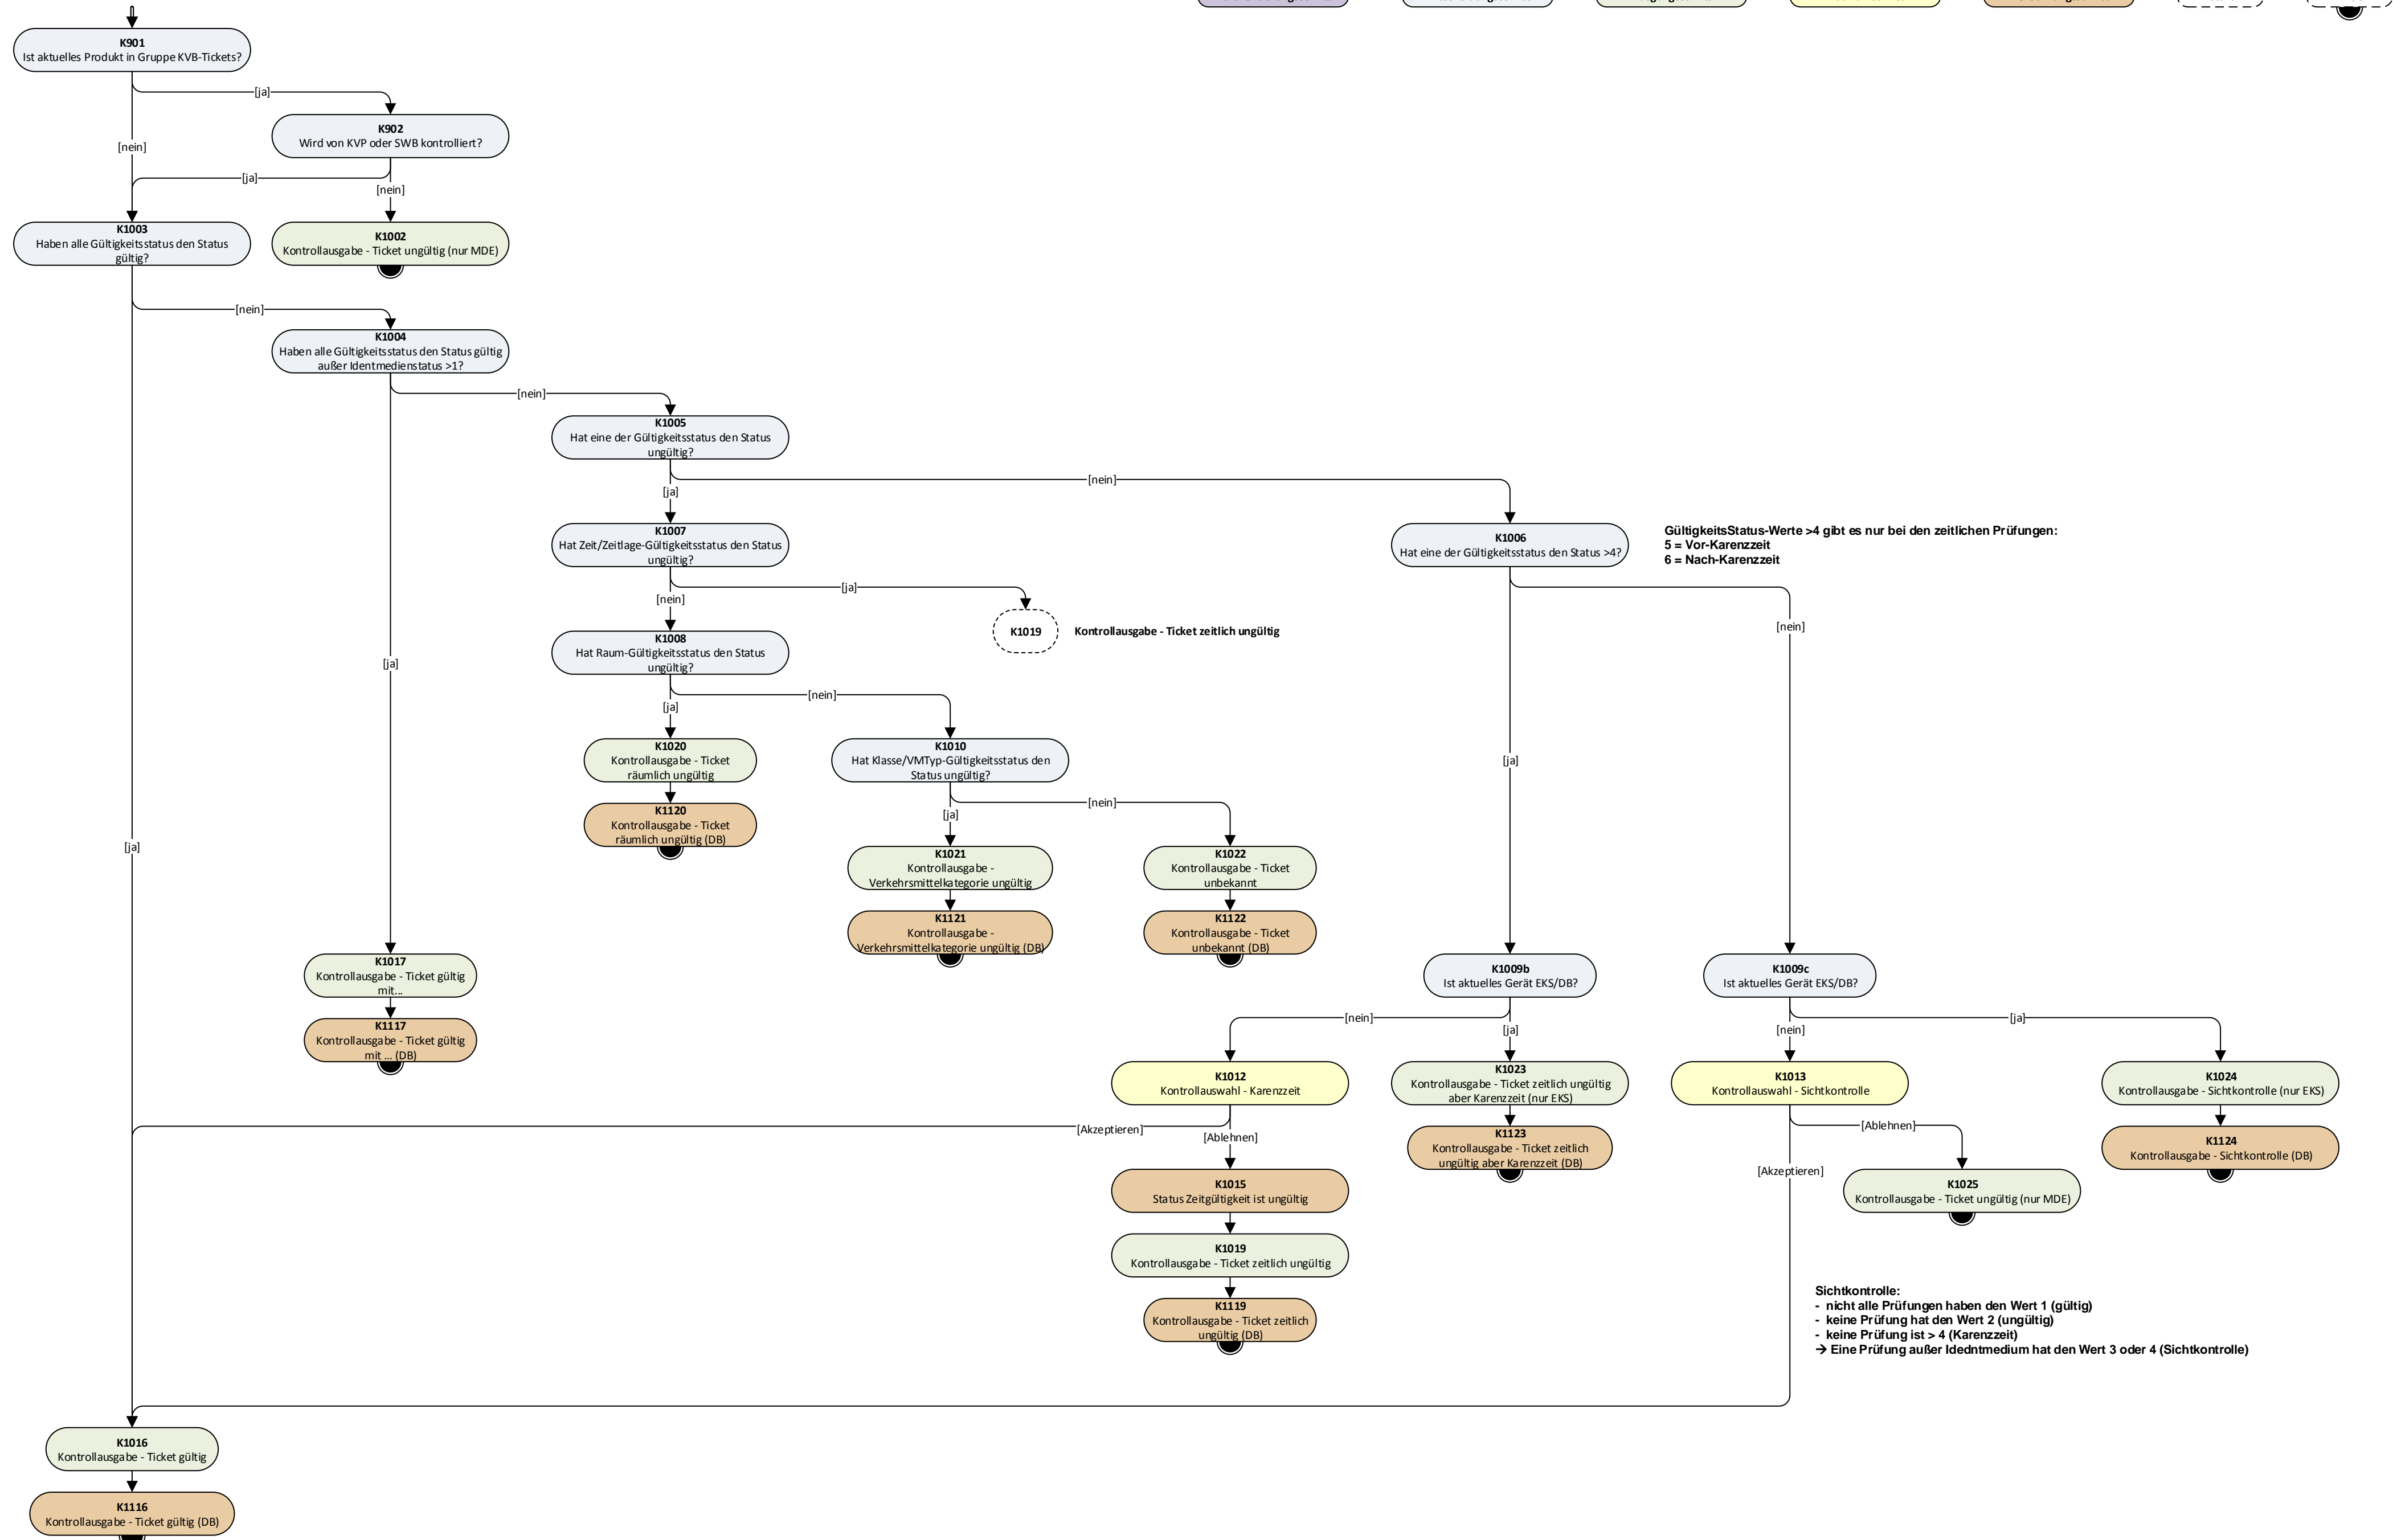 K901
Ist aktuelles Produkt in Gruppe KVB-Tickets?
[ja]
K902
Wird von KVP oder SWB kontrolliert?
[nein]
[ja]
[nein]
K1003
Haben alle Gültigkeitsstatus den Status
gültig?
K1002
Kontrollausgabe - Ticket ungültig (nur MDE)
[nein]
K1004
Haben alle Gültigkeitsstatus den Status gültig
außer Identmedienstatus >1?
[nein]
K1005
Hat eine der Gültigkeitsstatus den Status
ungültig?
[nein]
[ja]
K1007
Hat Zeit/Zeitlage-Gültigkeitsstatus den Status
ungültig?
K1006
Hat eine der Gültigkeitsstatus den Status >4?
GültigkeitsStatus-Werte >4 gibt es nur bei den zeitlichen Prüfungen:
5 = Vor-Karenzzeit
6 = Nach-Karenzzeit
[ja]
[nein]
[nein]
K1019
Kontrollausgabe - Ticket zeitlich ungültig
K1008
Hat Raum-Gültigkeitsstatus den Status
ungültig?
[ja]
[nein]
[ja]
K1020
Kontrollausgabe - Ticket
räumlich ungültig
K1010
Hat Klasse/VMTyp-Gültigkeitsstatus den
Status ungültig?
[ja]
K1120
Kontrollausgabe - Ticket
räumlich ungültig (DB)
[nein]
[ja]
[ja]
K1021
Kontrollausgabe -
Verkehrsmittelkategorie ungültig
K1022
Kontrollausgabe - Ticket
unbekannt
K1121
Kontrollausgabe -
Verkehrsmittelkategorie ungültig (DB)
K1122
Kontrollausgabe - Ticket
unbekannt (DB)
K1017
Kontrollausgabe - Ticket gültig
mit...
K1009b
Ist aktuelles Gerät EKS/DB?
K1009c
Ist aktuelles Gerät EKS/DB?
K1117
Kontrollausgabe - Ticket gültig
mit ... (DB)
[nein]
[ja]
[nein]
[ja]
K1012
Kontrollauswahl - Karenzzeit
K1023
Kontrollausgabe - Ticket zeitlich ungültig
aber Karenzzeit (nur EKS)
K1013
Kontrollauswahl - Sichtkontrolle
K1024
Kontrollausgabe - Sichtkontrolle (nur EKS)
[Akzeptieren]
[Ablehnen]
K1123
Kontrollausgabe - Ticket zeitlich
ungültig aber Karenzzeit (DB)
[Ablehnen]
[Akzeptieren]
K1124
Kontrollausgabe - Sichtkontrolle (DB)
K1015
Status Zeitgültigkeit ist ungültig
K1025
Kontrollausgabe - Ticket ungültig (nur MDE)
K1019
Kontrollausgabe - Ticket zeitlich ungültig
K1119
Kontrollausgabe - Ticket zeitlich
ungültig (DB)
Sichtkontrolle:
- nicht alle Prüfungen haben den Wert 1 (gültig)
- keine Prüfung hat den Wert 2 (ungültig)
- keine Prüfung ist > 4 (Karenzzeit)
→ Eine Prüfung außer Idedntmedium hat den Wert 3 oder 4 (Sichtkontrolle)
K1016
Kontrollausgabe - Ticket gültig
K1116
Kontrollausgabe - Ticket gültig (DB)